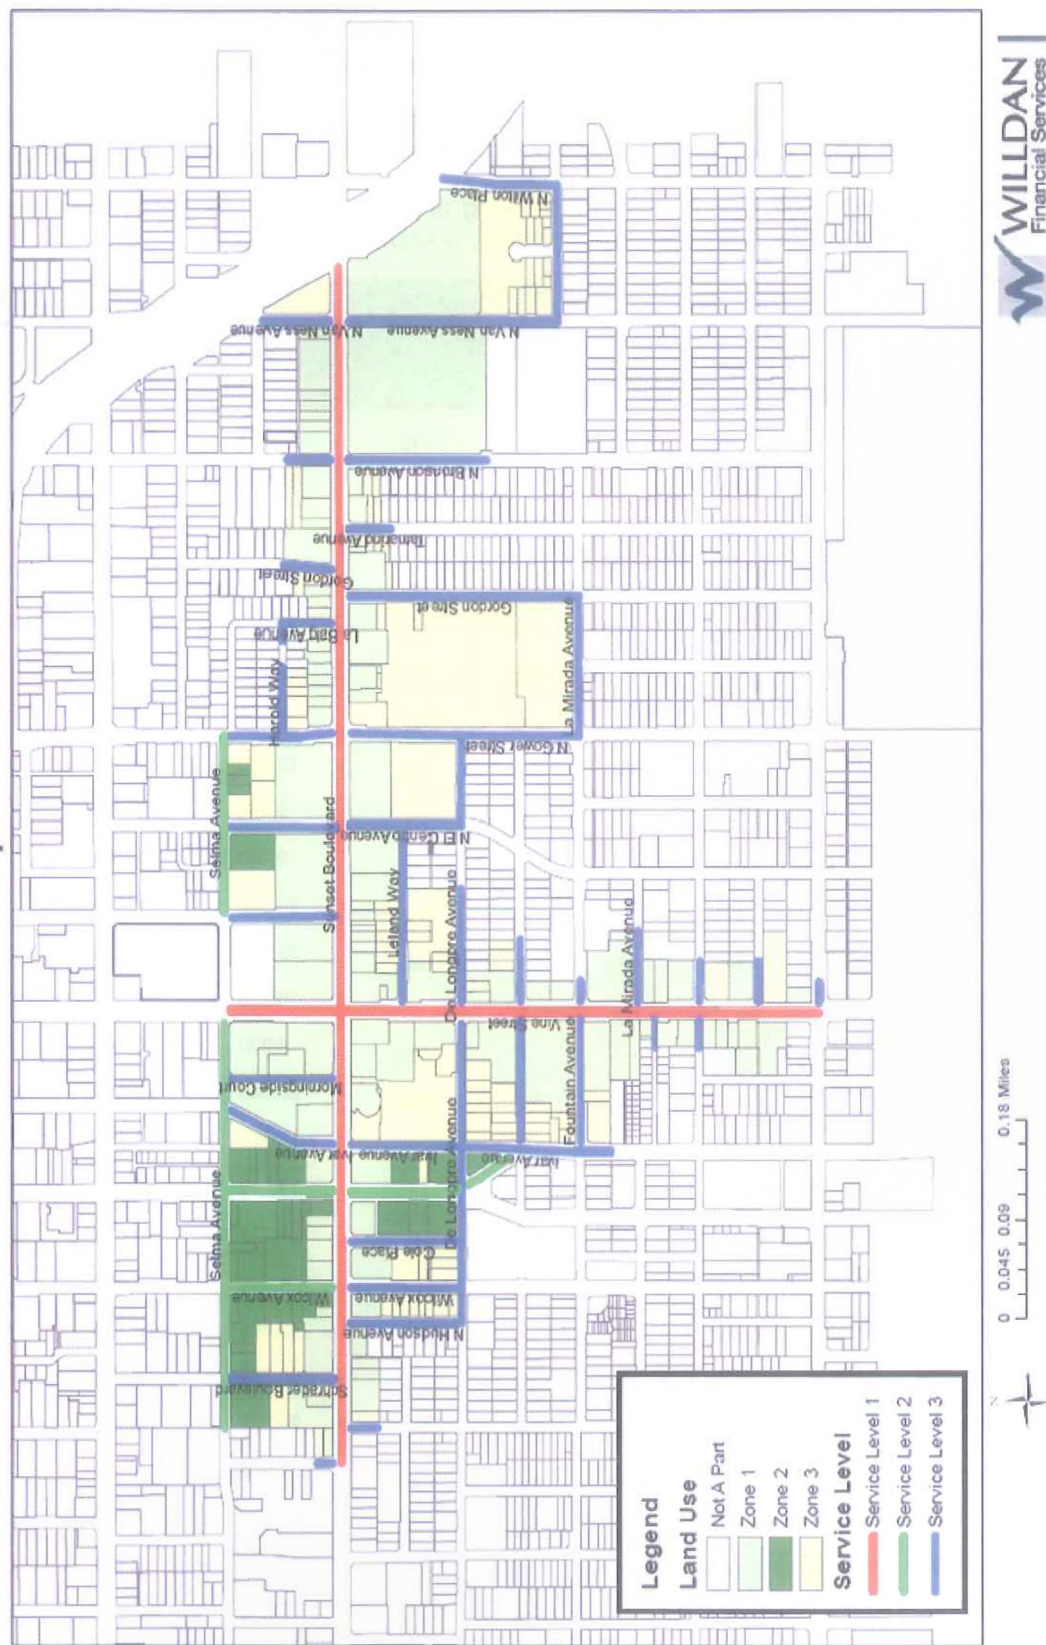 WILLDAN
Financial Services
N Wilton Place
N Van Ness Avenue
N Van Ness Avenue
N Bronson Avenue
Tamarind Avenue
Gordon Street
Gordon Street
La Baig Avenue
Harold Way
La Mirada Avenue
N Gower Street
Selma Avenue
Sunset Boulevard
N El Centro Avenue
Leland Way
De Longpre Avenue
La Mirada Avenue
Vine Street
Morningside Court
Fountain Avenue
Ivar Avenue
Ivar Avenue
Ivar Avenue
De Longpre Avenue
De Longpre Avenue
Selma Avenue
Cole Place
Wilcox Avenue
Wilcox Avenue
N Hudson Avenue
Schrader Boulevard
0 0.045 0.09 0.18 Miles
N
Legend
Land Use
Not A Part
Zone 1
Zone 2
Zone 3
Service Level
Service Level 1
Service Level 2
Service Level 3